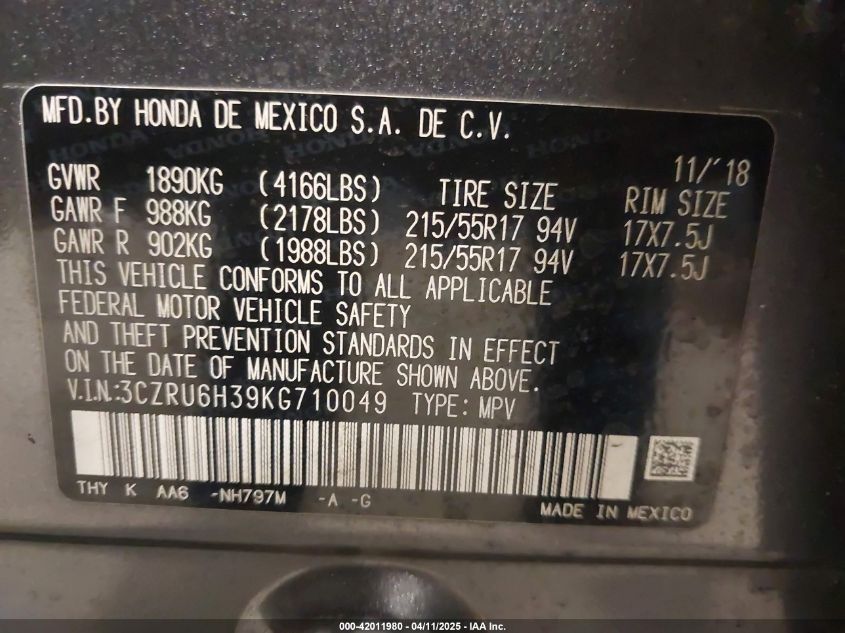 MFD.BY HONDA DE MEXICO S.A. DE C.V.
11/'18
GVWR 1890KG (4166LBS) TIRE SIZE RIM SIZE
GAWR F 988KG (2178LBS) 215/55R17 94V 17X7.5J
GAWR R 902KG (1988LBS) 215/55R17 94V 17X7.5J
THIS VEHICLE CONFORMS TO ALL APPLICABLE
FEDERAL MOTOR VEHICLE SAFETY
AND THEFT PREVENTION STANDARDS IN EFFECT
ON THE DATE OF MANUFACTURE SHOWN ABOVE.
V.I.N.:3CZRU6H39KG710049 TYPE: MPV
THY K AA6 -NH797M -A -G
MADE IN MEXICO
000-42011980 - 04/11/2025 - IAA Inc.